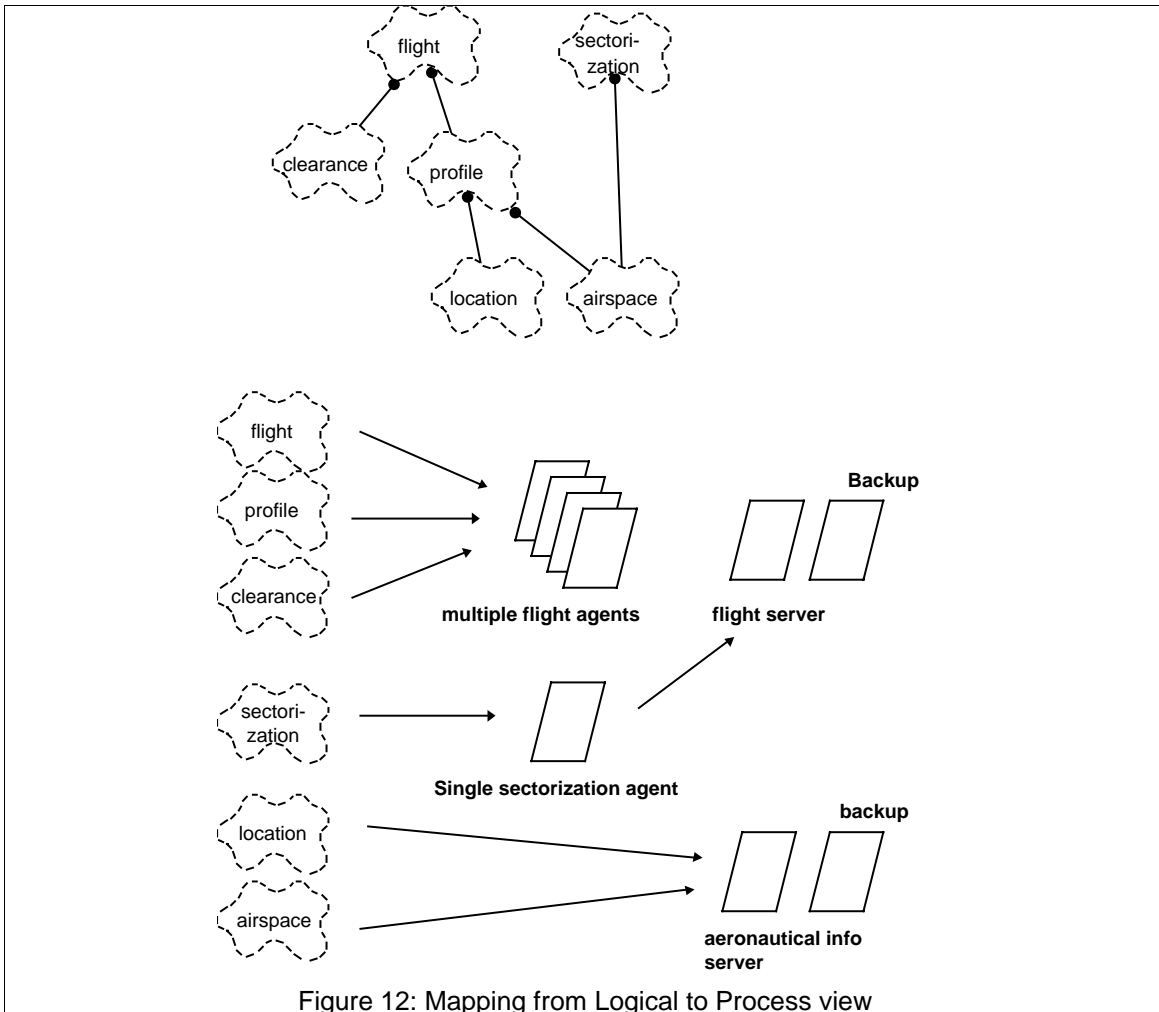 flight
sectori-
zation
clearance
profile
location
airspace
flight
profile
clearance
Backup
multiple flight agents
flight server
sectori-
zation
Single sectorization agent
location
airspace
backup
aeronautical info
server
Figure 12: Mapping from Logical to Process view